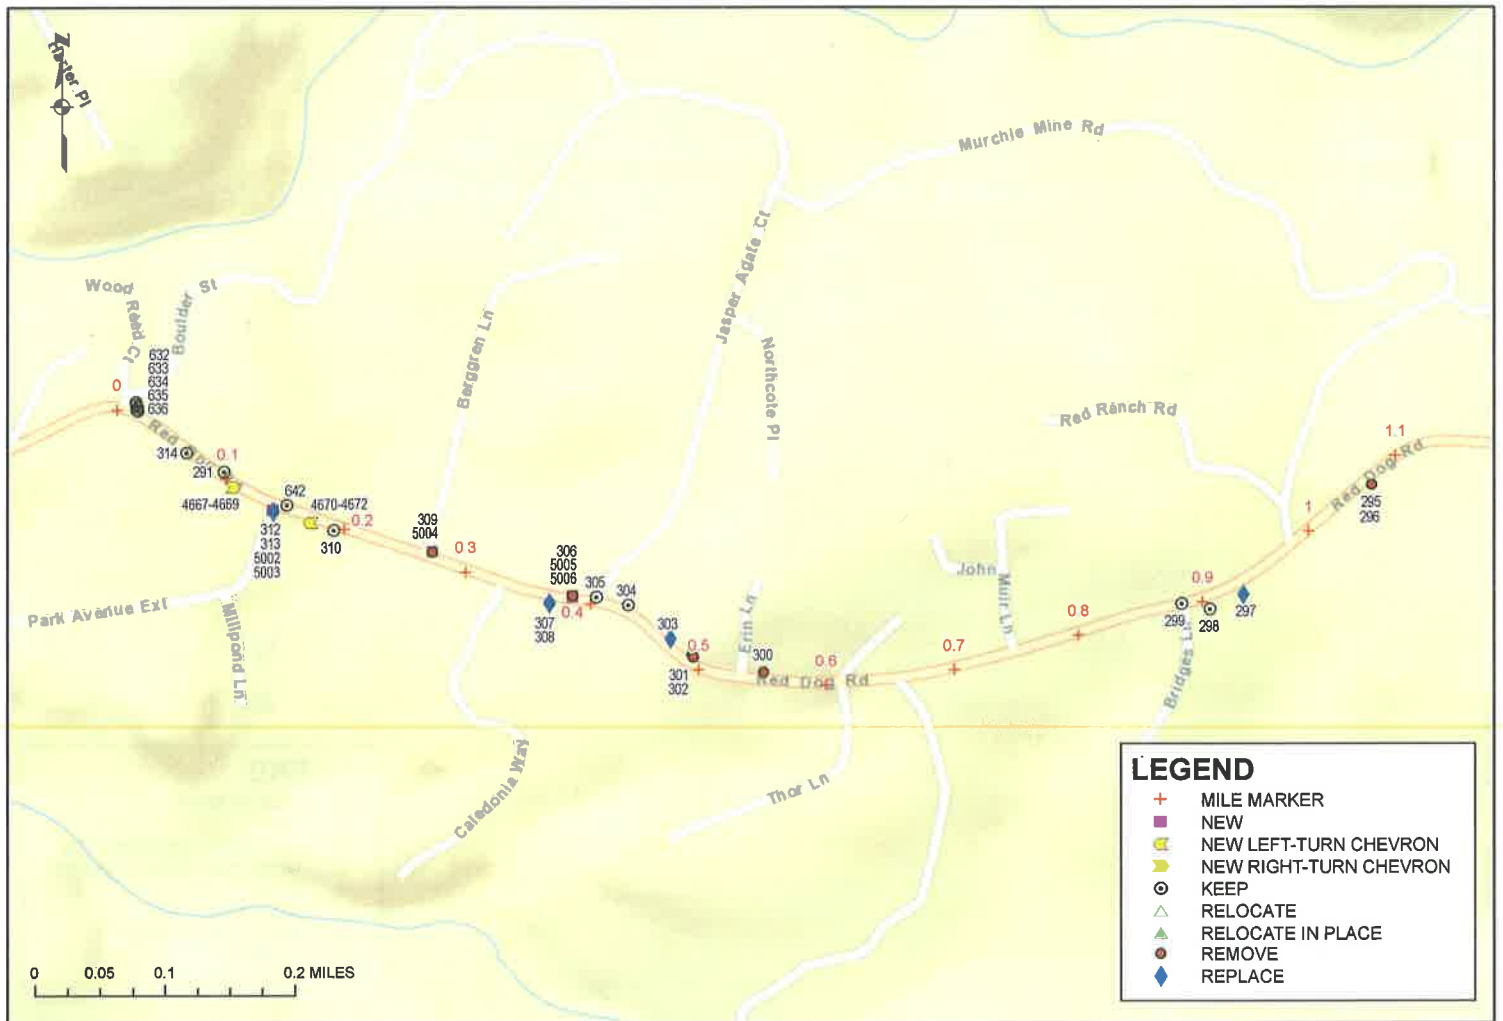 N
Harter Pl
Murchie Mine Rd
Wood Reed Ct
Boulder St
Jasper Agate Ct
Berggren Ln
Northcote Pl
632
633
634
635
636
0
Red Ranch Rd
1.1
Red Dog Rd
314
291
0.1
4667-4669
642
4670-4672
0.2
310
312
313
5002
5003
309
5004
0.3
306
5005
5006
305
304
0.4
307
308
303
0.5
301
302
300
Erin Ln
0.6
Red Dog Rd
0.7
John Muir Ln
0.8
0.9
299
298
297
1
295
296
Bridges Ln
Park Avenue Ext
Millpond Ln
Caledonia Way
Thor Ln
0 0.05 0.1 0.2 MILES
LEGEND
MILE MARKER
NEW
NEW LEFT-TURN CHEVRON
NEW RIGHT-TURN CHEVRON
KEEP
RELOCATE
RELOCATE IN PLACE
REMOVE
REPLACE